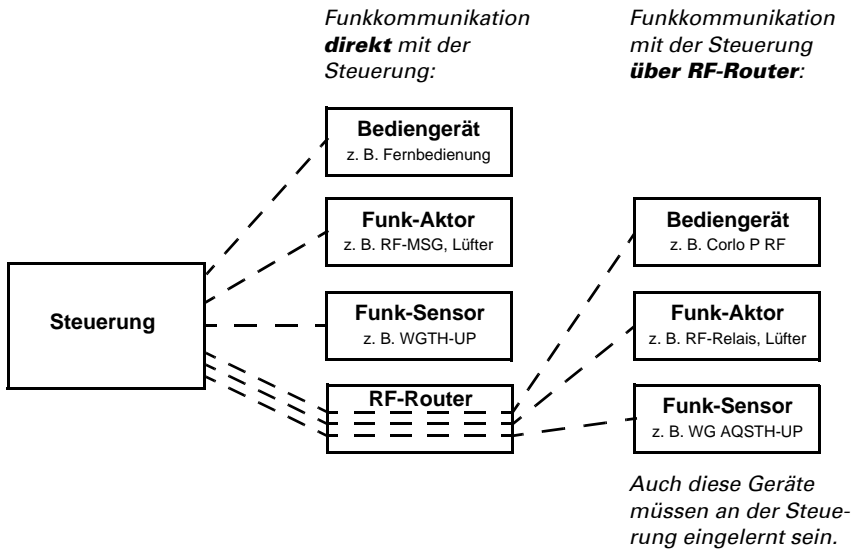 Funkkommunikation
direkt mit der
Steuerung:
Funkkommunikation
mit der Steuerung
über RF-Router:
Steuerung
Bediengerät
z. B. Fernbedienung
Funk-Aktor
z. B. RF-MSG, Lüfter
Funk-Sensor
z. B. WGTH-UP
RF-Router
Bediengerät
z. B. Corlo P RF
Funk-Aktor
z. B. RF-Relais, Lüfter
Funk-Sensor
z. B. WG AQSTH-UP
Auch diese Geräte
müssen an der Steue-
rung eingelernt sein.